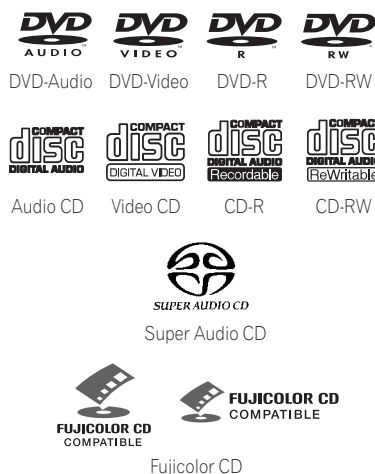 DVD DVD DVD DVD
AUDIO VIDEO R RW
DVD-Audio DVD-Video DVD-R DVD-RW
COMPACT COMPACT COMPACT COMPACT
disc disc disc disc
DIGITAL AUDIO DIGITAL VIDEO DIGITAL AUDIO DIGITAL AUDIO
Recordable ReWritable
Audio CD Video CD CD-R CD-RW
SUPER AUDIO CD
Super Audio CD
FUJICOLOR CD FUJICOLOR CD
COMPATIBLE COMPATIBLE
Fujicolor CD